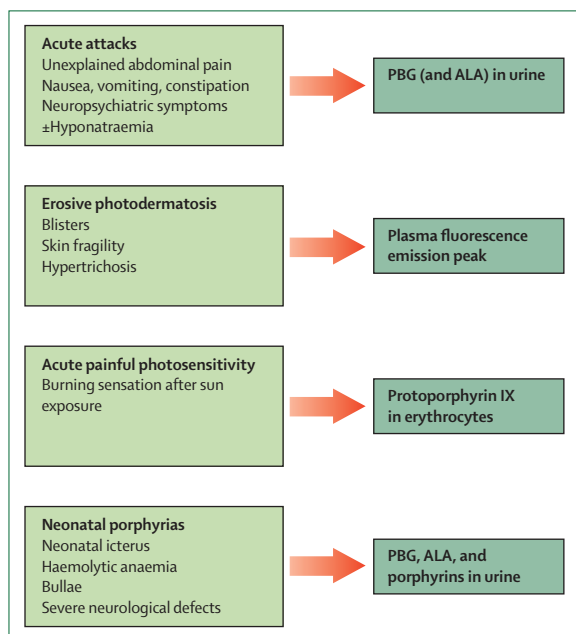 Acute attacks
Unexplained abdominal pain
Nausea, vomiting, constipation
Neuropsychiatric symptoms
±Hyponatraemia
PBG (and ALA) in urine
Erosive photodermatosis
Blisters
Skin fragility
Hypertrichosis
Plasma fluorescence
emission peak
Acute painful photosensitivity
Burning sensation after sun
exposure
Protoporphyrin IX
in erythrocytes
Neonatal porphyrias
Neonatal icterus
Haemolytic anaemia
Bullae
Severe neurological defects
PBG, ALA, and
porphyrins in urine